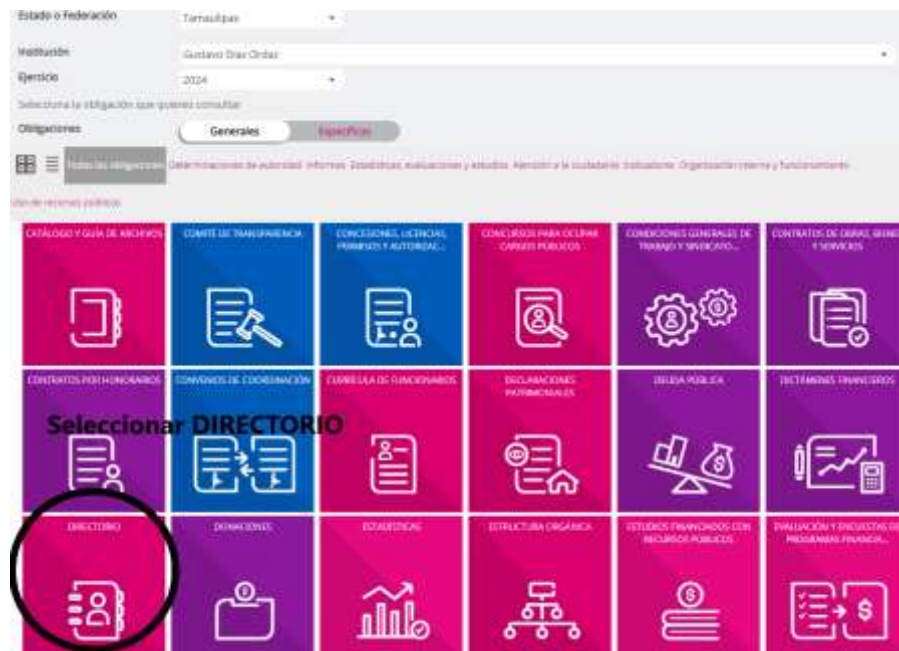 Estado o Federación
Tamaulipas
Institución
Gustavo Díaz Ordaz
Ejercicio
2024
Selecciona la obligación que quieres consultar
Obligaciones
Generales
Específicas
Todas las obligaciones Determinaciones de autoridad Informes Estadísticas, evaluaciones y estudios Atención a la ciudadanía Indicadores Organización interna y funcionamiento
Uso de recursos públicos
CATÁLOGO Y GUÍA DE ARCHIVOS
COMITÉ DE TRANSPARENCIA
CONCESIONES, LICENCIAS,
PERMISOS Y AUTORIZAC...
CONCURSOS PARA OCUPAR
CARGOS PÚBLICOS
CONDICIONES GENERALES DE
TRABAJO Y SINDICATO...
CONTRATOS DE OBRAS, BIENES
Y SERVICIOS
CONTRATOS POR HONORARIOS
CONVENIOS DE COORDINACIÓN
CURRÍCULA DE FUNCIONARIOS
DECLARACIONES
PATRIMONIALES
DEUDA PÚBLICA
DICTÁMENES FINANCIEROS
Seleccionar DIRECTORIO
DIRECTORIO
DONACIONES
ESTADÍSTICAS
ESTRUCTURA ORGÁNICA
ESTUDIOS FINANCIADOS CON
RECURSOS PÚBLICOS
EVALUACIÓN Y ENCUESTAS DE
PROGRAMAS FINANCIA...